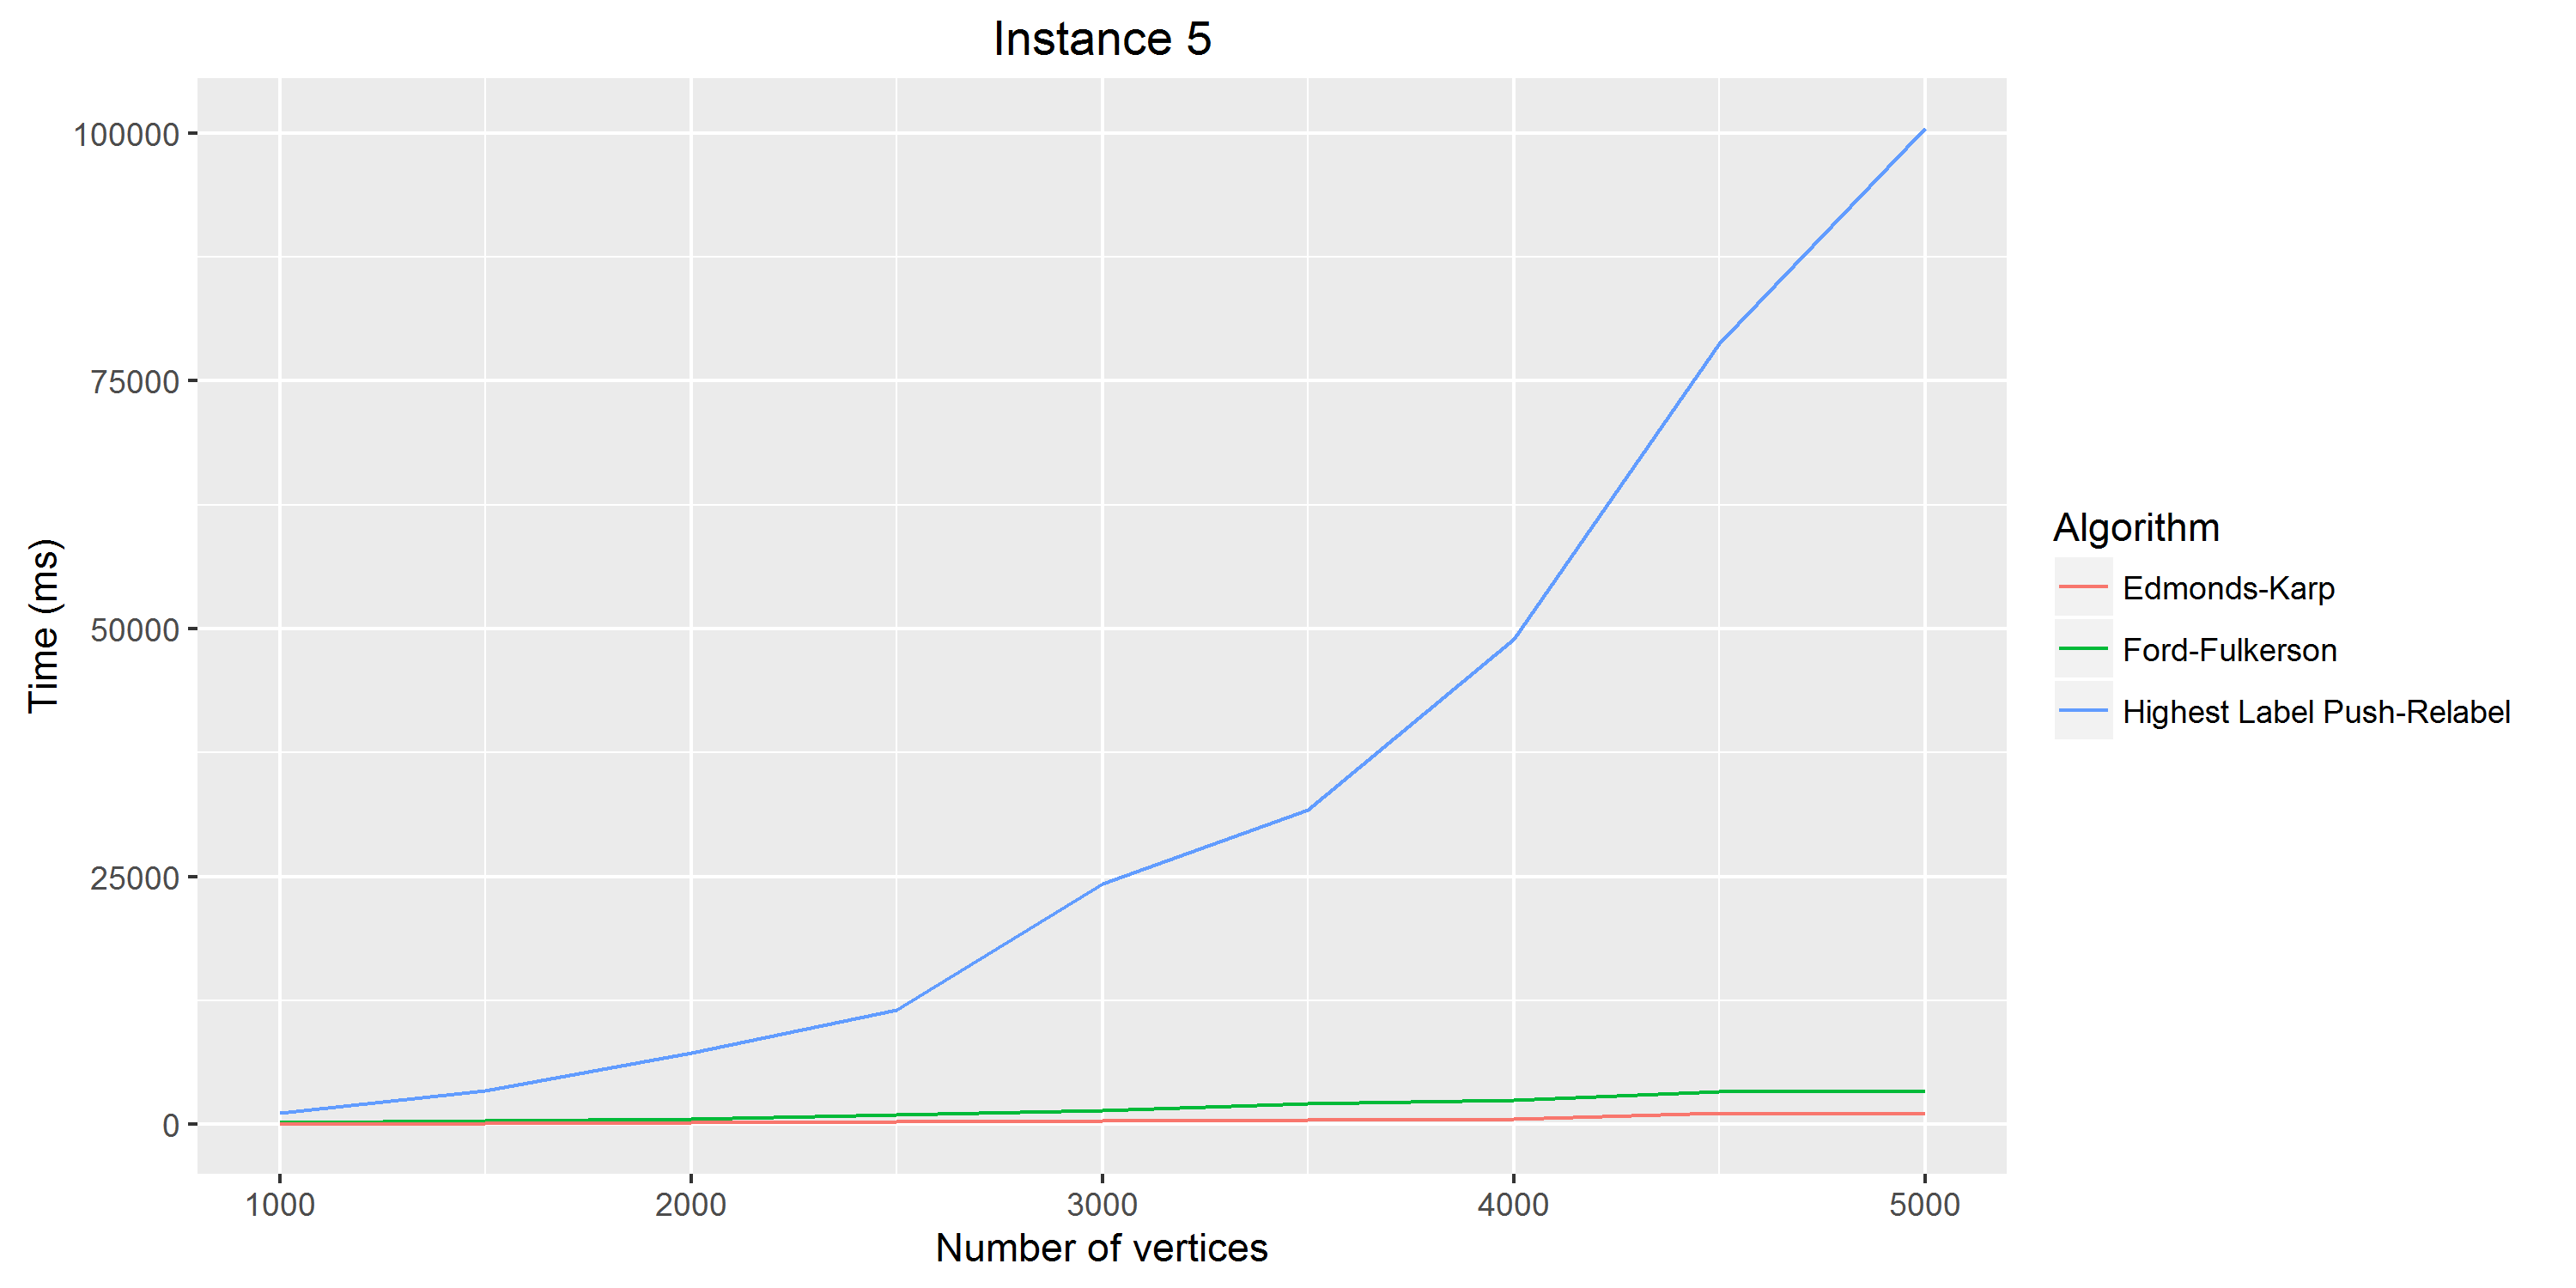 Instance 5
Time (ms)
100000
75000
50000
25000
0
1000 2000 3000 4000 5000
Number of vertices
Algorithm
Edmonds-Karp
Ford-Fulkerson
Highest Label Push-Relabel